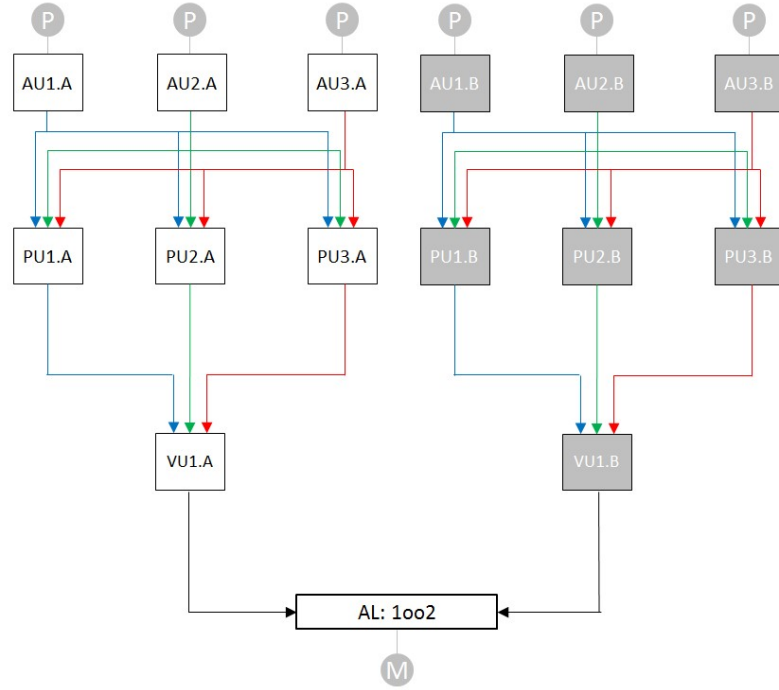 P P P P P P
AU1.A AU2.A AU3.A AU1.B AU2.B AU3.B
PU1.A PU2.A PU3.A PU1.B PU2.B PU3.B
VU1.A VU1.B
AL: 1oo2
M